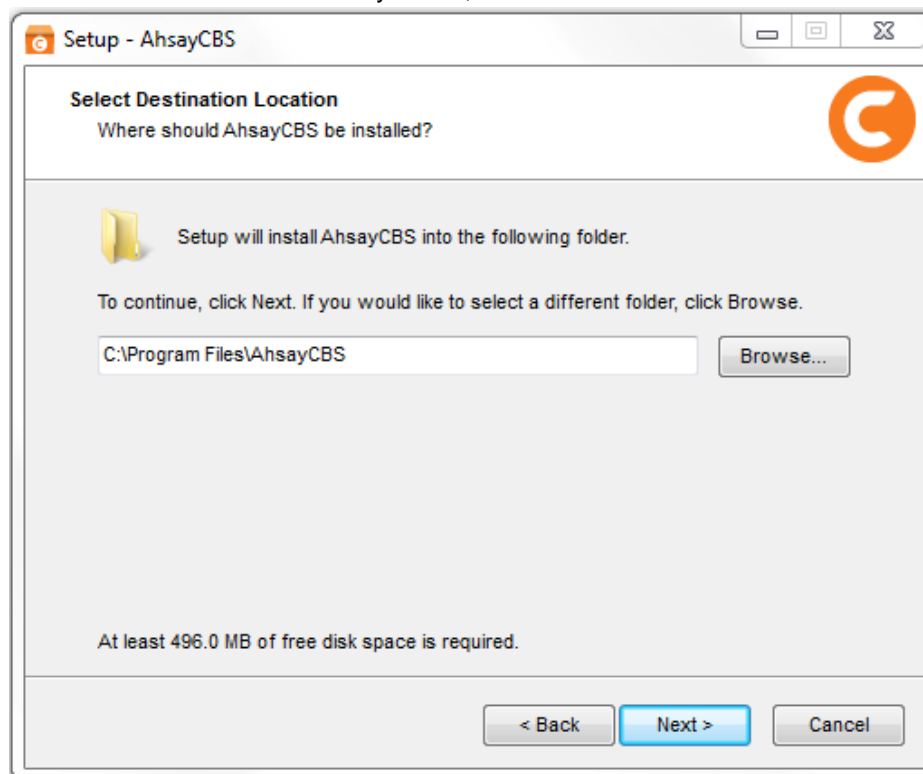 Setup - AhsayCBS
Select Destination Location
Where should AhsayCBS be installed?
Setup will install AhsayCBS into the following folder.
To continue, click Next. If you would like to select a different folder, click Browse.
C:\Program Files\AhsayCBS
Browse...
At least 496.0 MB of free disk space is required.
< Back
Next >
Cancel